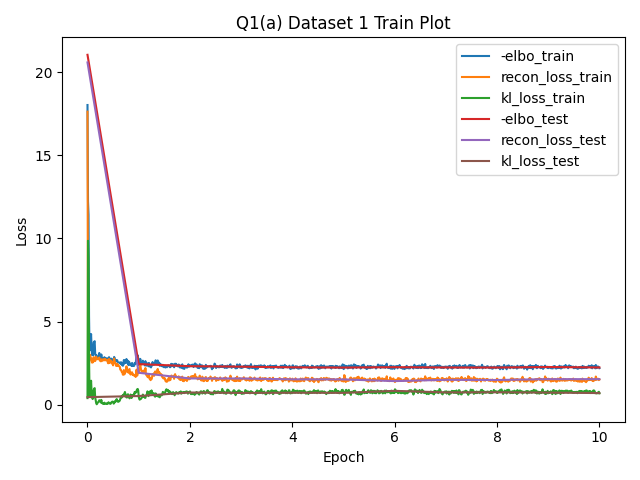 Q1(a) Dataset 1 Train Plot
-elbo_train
recon_loss_train
kl_loss_train
-elbo_test
recon_loss_test
kl_loss_test
20
15
10
5
0
Loss
0 2 4 6 8 10
Epoch